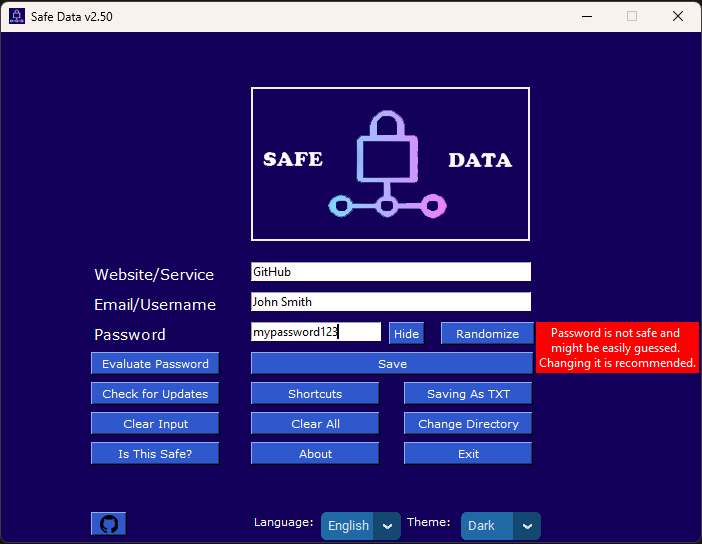 Safe Data v2.50
SAFE DATA
Website/Service GitHub
Email/Username John Smith
Password mypassword123 Hide Randomize
Password is not safe and
might be easily guessed.
Changing it is recommended.
Evaluate Password Save
Check for Updates Shortcuts Saving As TXT
Clear Input Clear All Change Directory
Is This Safe? About Exit
Language: English Theme: Dark